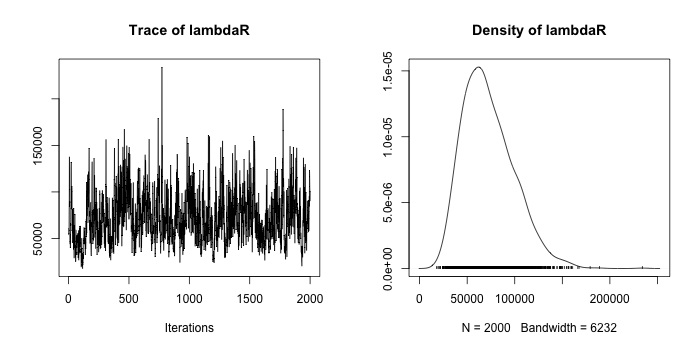 Trace of lambdaR
50000
150000
0
500
1000
1500
2000
Iterations
Density of lambdaR
0.0e+00
5.0e-06
1.0e-05
1.5e-05
0
50000
100000
200000
N = 2000 Bandwidth = 6232